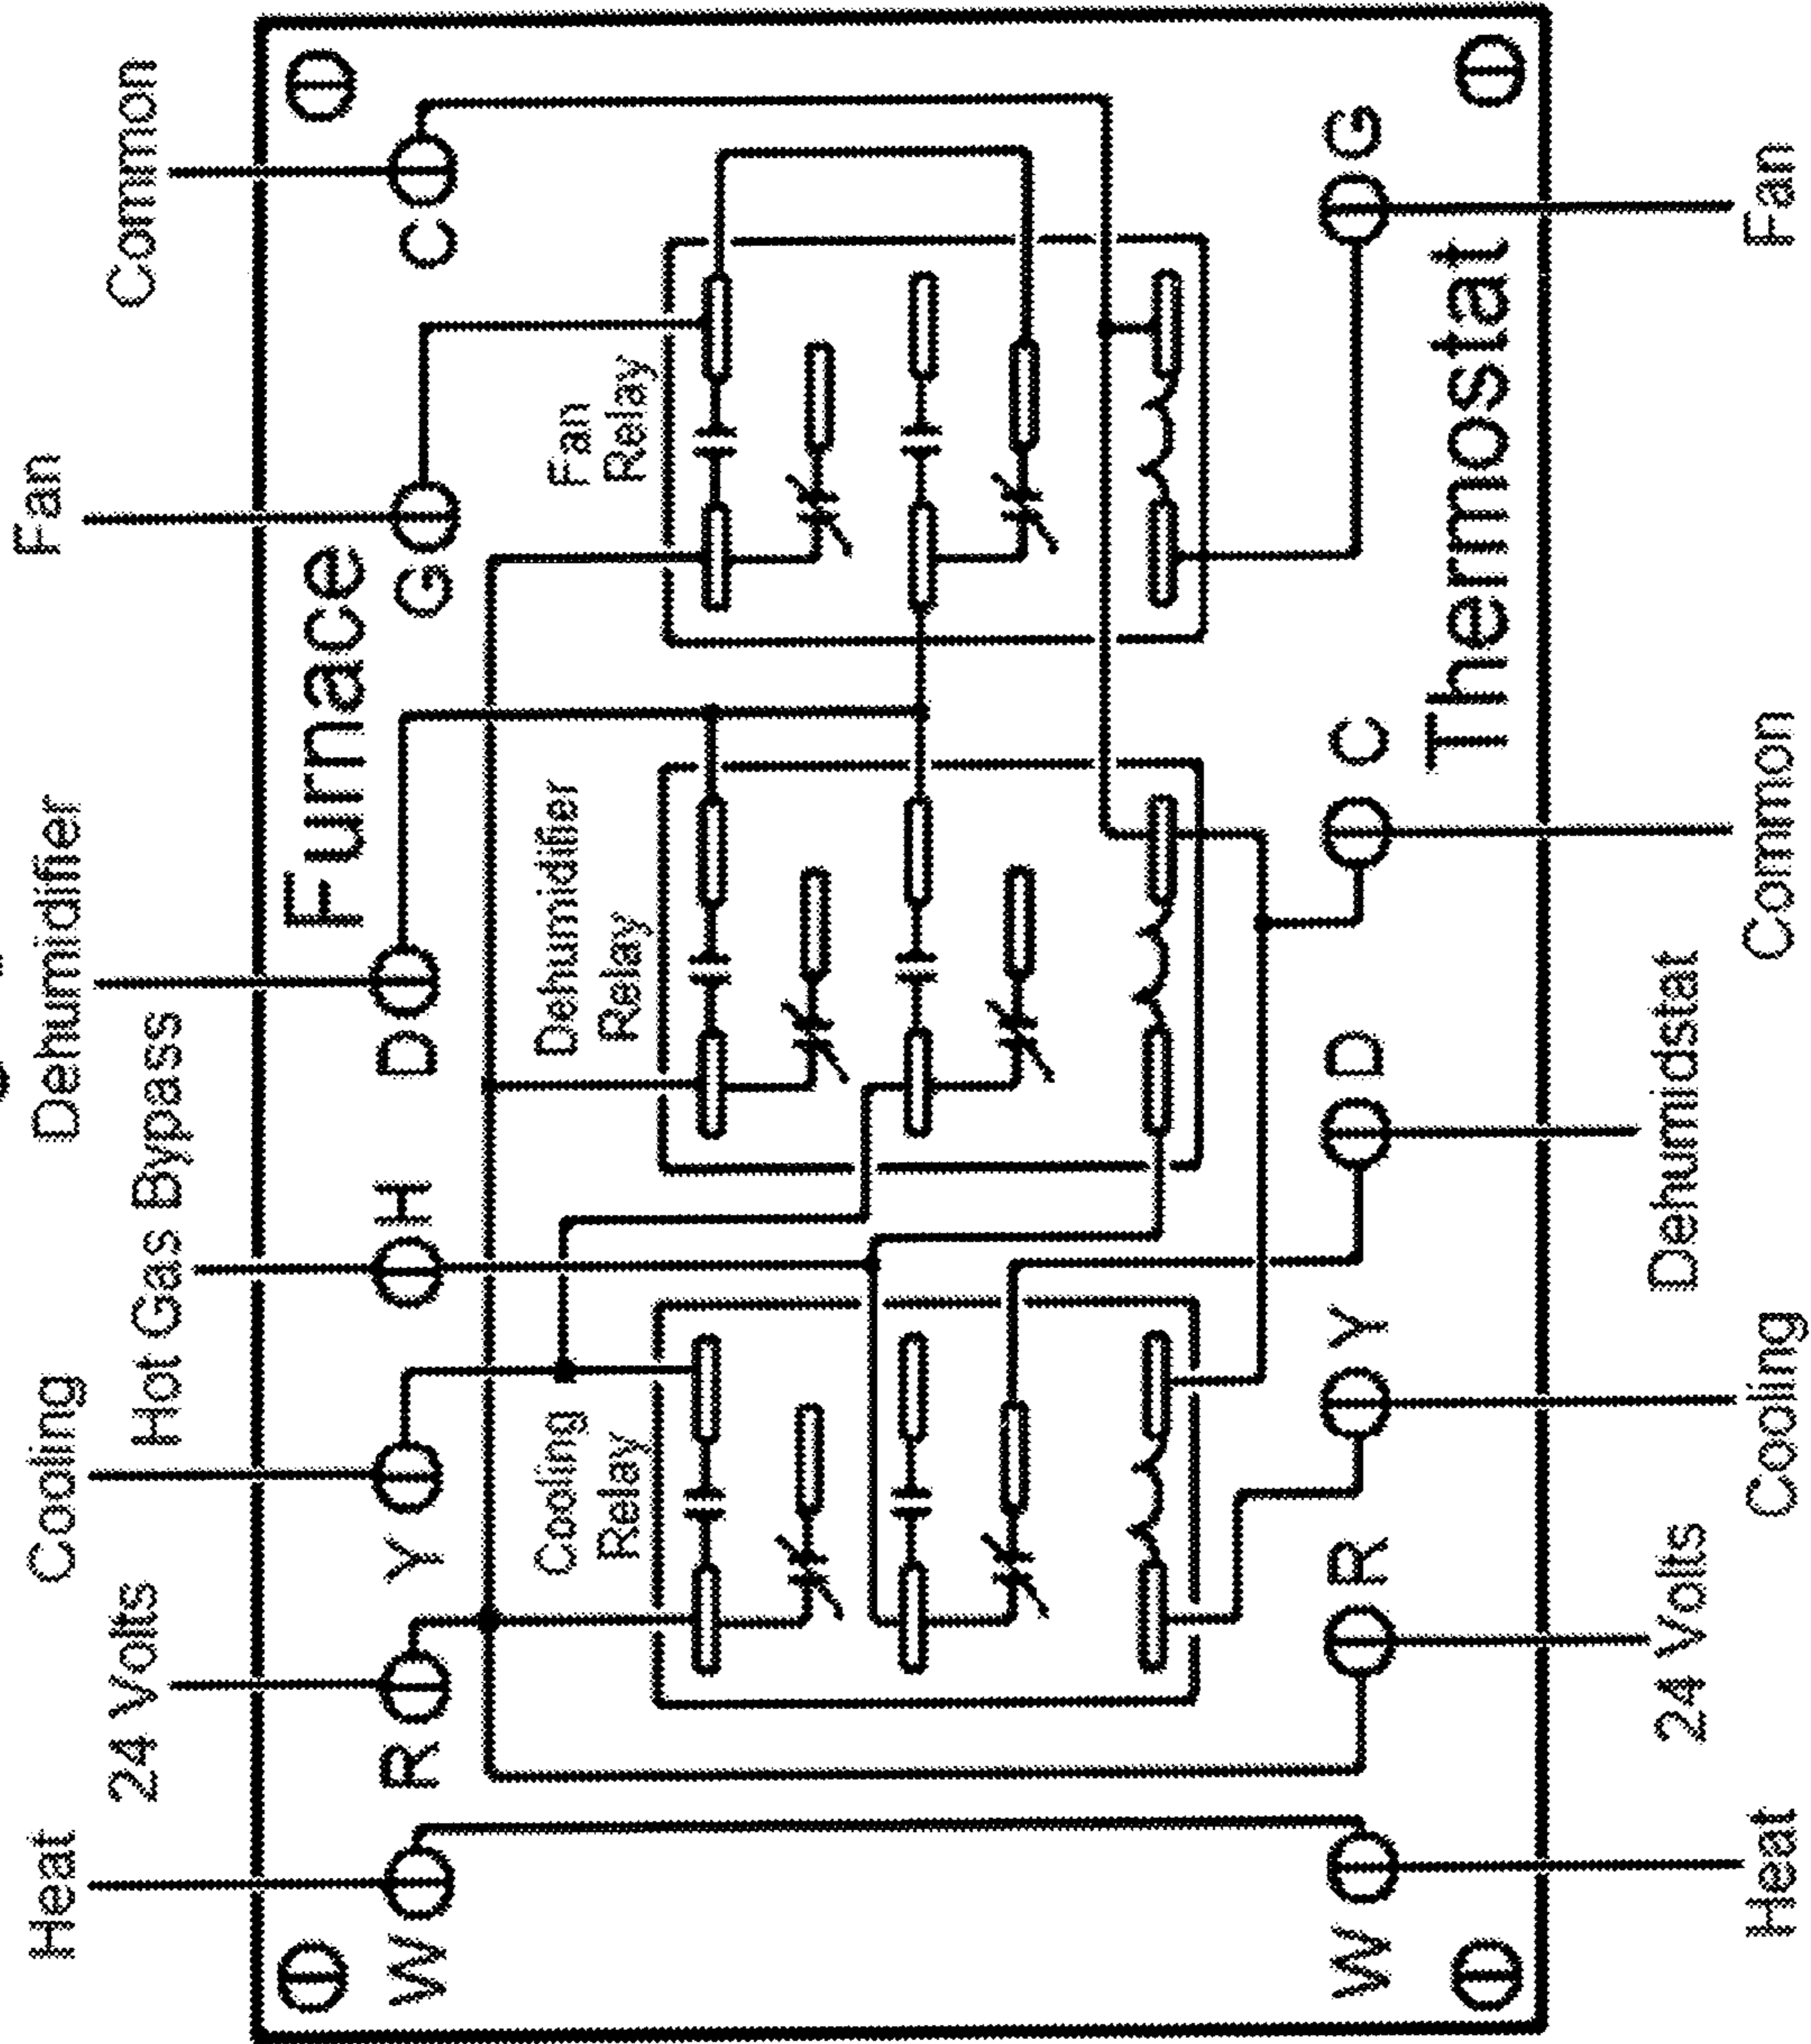 Heat
24 Volts
Cooling
Hot Gas Bypass
Dehumidifier
Fan
Common
Furnace
W
R
Y
H
D
G
C
Cooling
Relay
Dehumidifier
Relay
Fan
Relay
W
R
Y
D
C
G
Thermostat
Heat
24 Volts
Cooling
Dehumidstat
Common
Fan